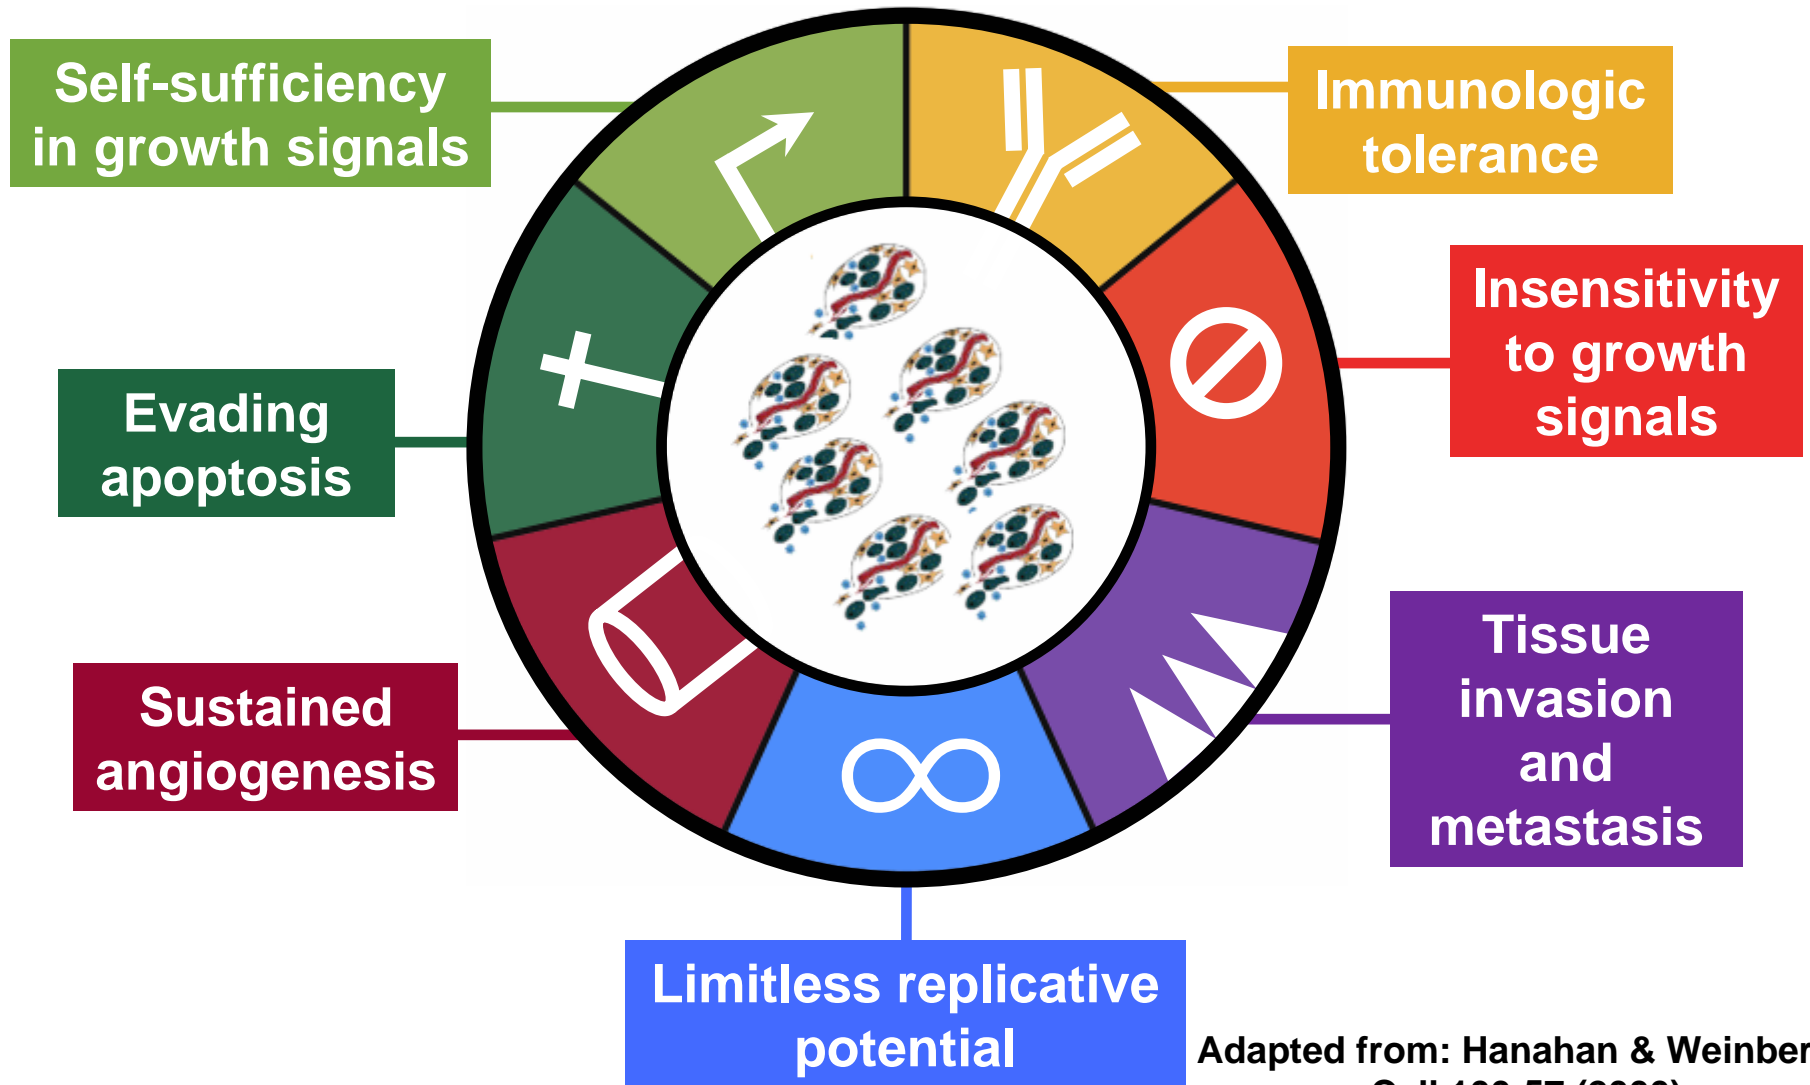 Self-sufficiency
in growth signals
Immunologic
tolerance
Insensitivity
to growth
signals
Evading
apoptosis
Tissue
invasion
and
metastasis
Sustained
angiogenesis
Limitless replicative
potential
Adapted from: Hanahan & Weinber